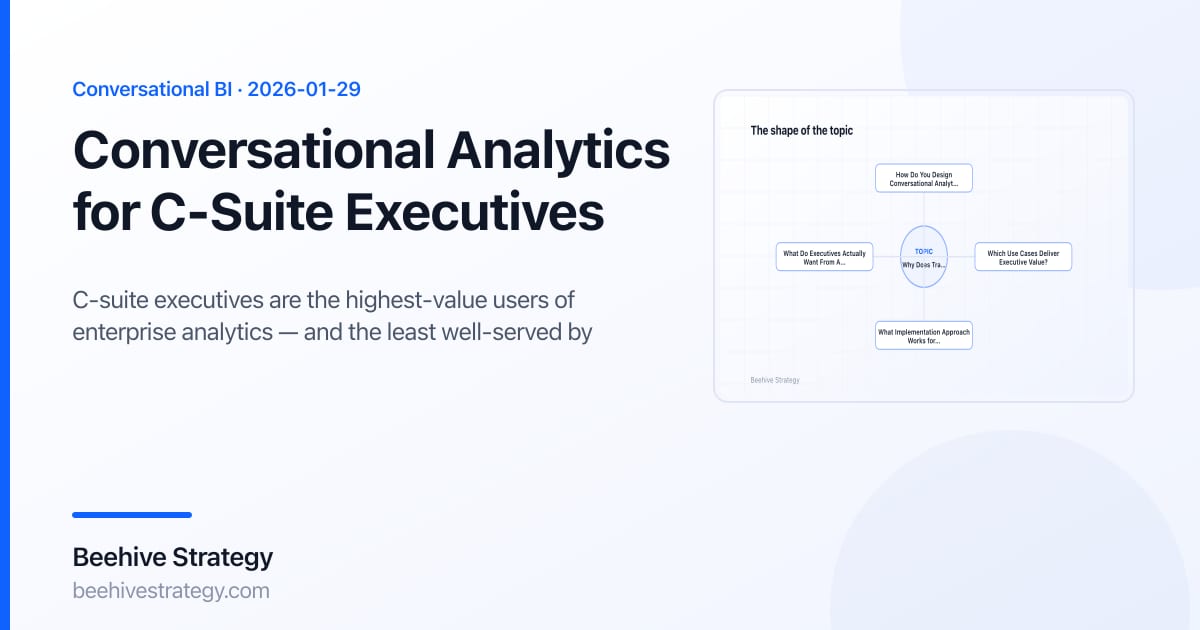 Conversational BI · 2026-01-29
Conversational Analytics
for C-Suite Executives
C-suite executives are the highest-value users of
enterprise analytics — and the least well-served by
Beehive Strategy
beehivestrategy.com
The shape of the topic
How Do You Design
Conversational Analyt...
What Do Executives Actually
Want From A...
TOPIC
Why Does Tra...
Which Use Cases Deliver
Executive Value?
What Implementation Approach
Works for...
Beehive Strategy